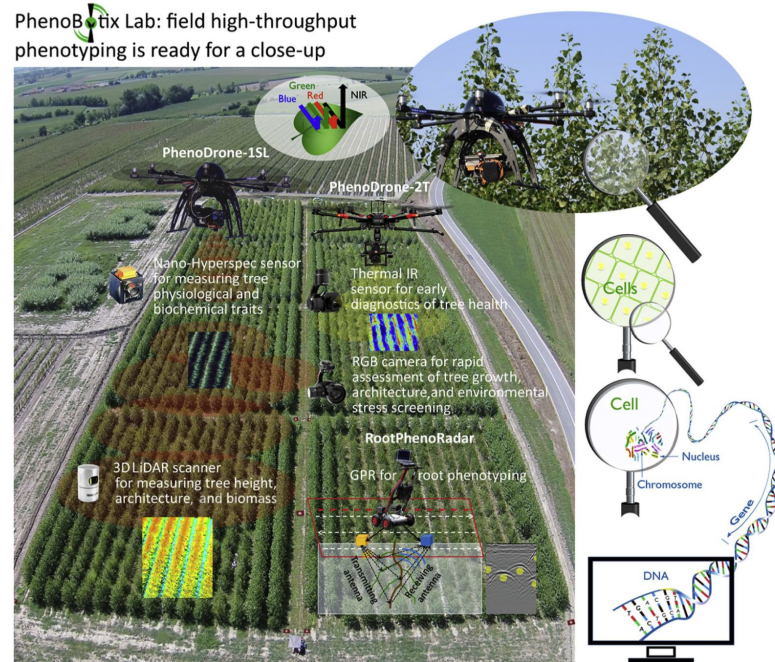 PhenoBotix Lab: field high-throughput
phenotyping is ready for a close-up
Green
Red
Blue
NIR
PhenoDrone-1SL
PhenoDrone-2T
Nano-Hyperspec sensor
for measuring tree
physiological and
biochemical traits
Thermal IR
sensor for early
diagnostics of tree health
RGB camera for rapid
assessment of tree growth,
architecture,and environmental
stress screening
3D LiDAR scanner
for measuring tree height,
architecture, and biomass
RootPhenoRadar
GPR for root phenotyping
Transmitting
antenna
Receiving
antenna
Cells
Cell
Nucleus
Chromosome
Gene
DNA